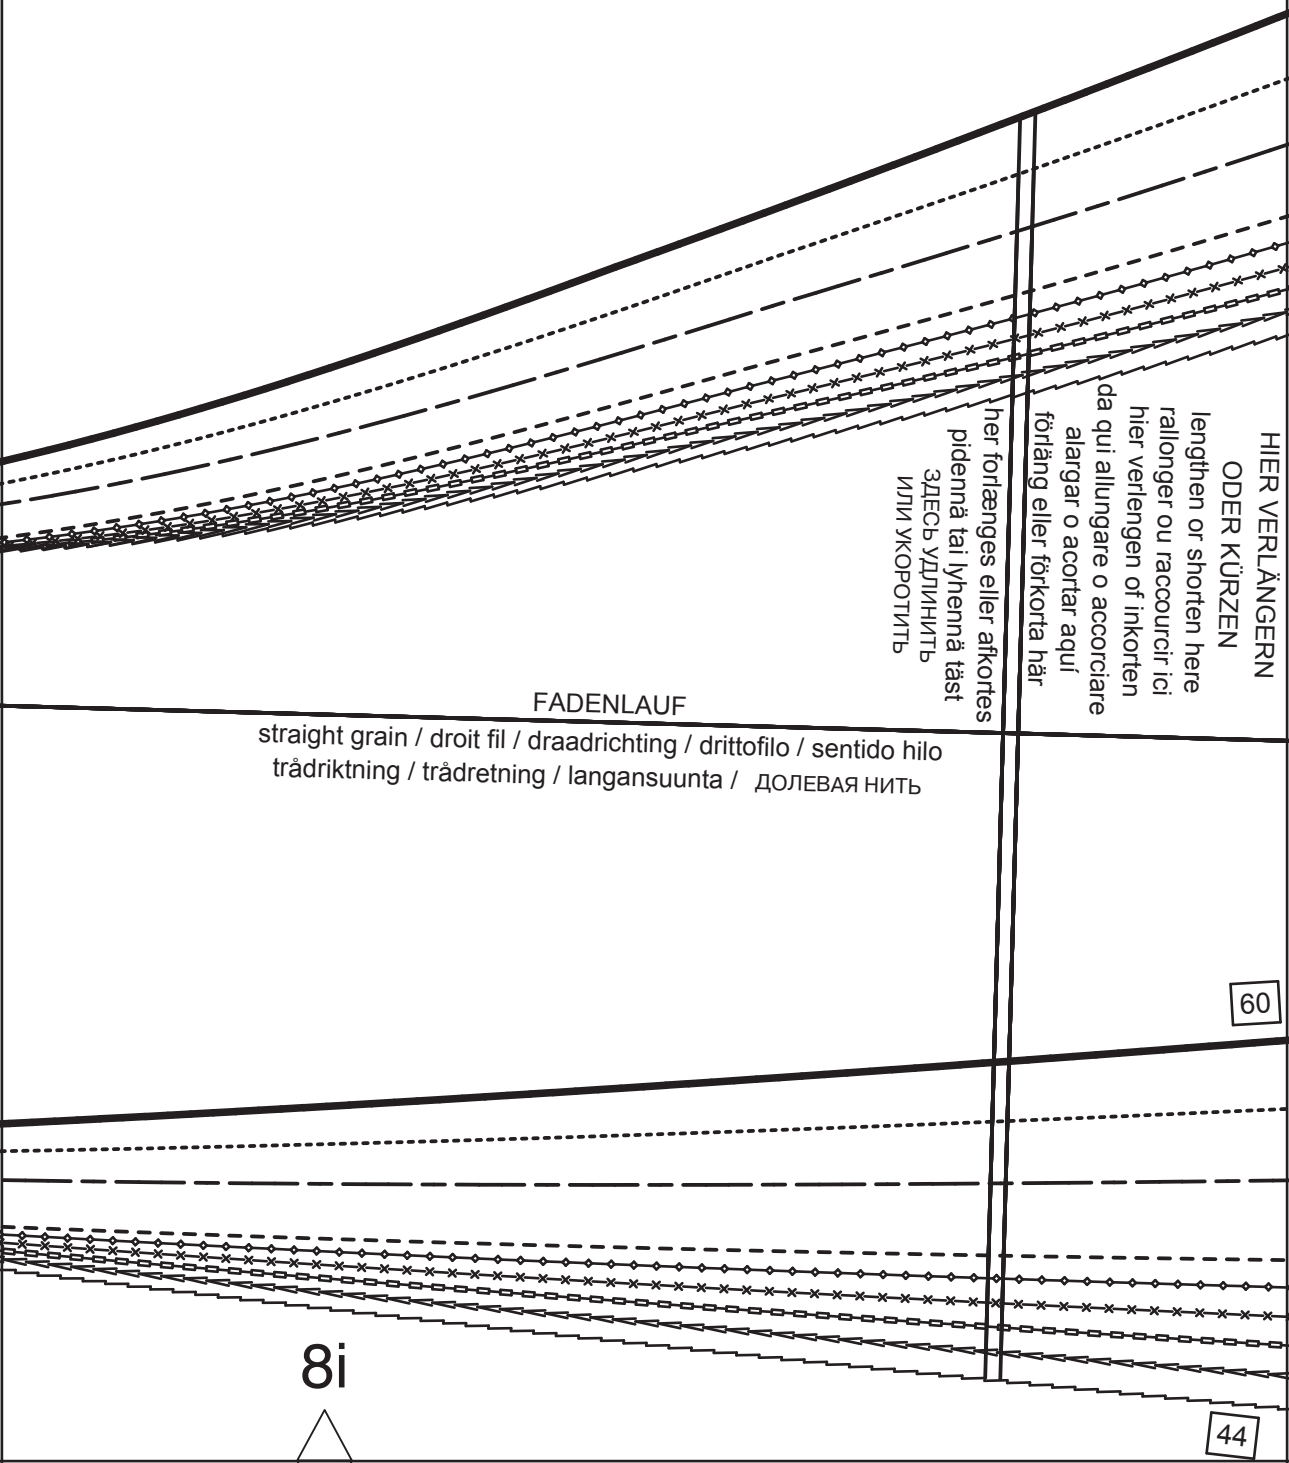 HIER VERLÄNGERN
ODER KÜRZEN
lengthen or shorten here
rallonger ou raccourcir ici
hier verlengen of inkorten
da qui allungare o accorciare
alargar o acortar aquí
förläng eller förkorta här
her forlænges eller afkortes
pidennä tai lyhennä täst
ЗДЕСЬ УДЛИНИТЬ
ИЛИ УКОРОТИТЬ
FADENLAUF
straight grain / droit fil / draadrichting / drittofilo / sentido hilo
trådriktning / trådretning / langansuunta / ДОЛЕВАЯ НИТЬ
60
8i
44